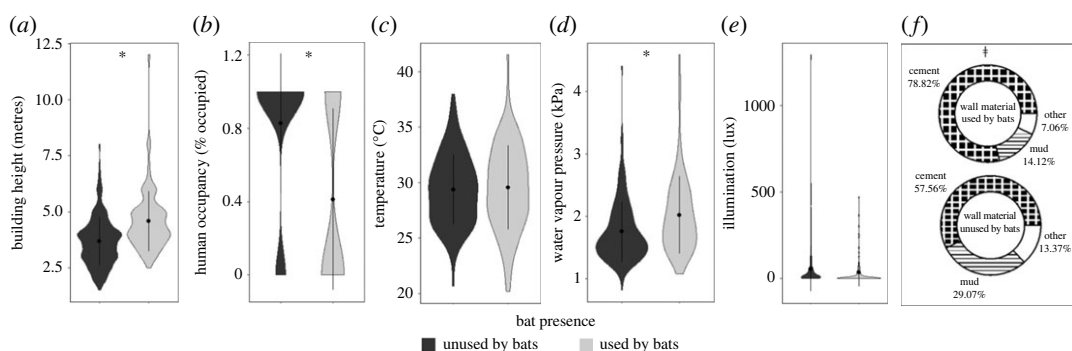 (a)
*
building height (metres)
12.5
10.0
7.5
5.0
2.5
(b)
*
human occupancy (% occupied)
1.2
0.8
0.4
0
(c)
temperature (°C)
40
35
30
25
20
(d)
*
water vapour pressure (kPa)
4
3
2
1
(e)
illumination (lux)
1000
500
0
(f)
‡
cement
78.82%
wall material
used by bats
other
7.06%
mud
14.12%
cement
57.56%
wall material
unused by bats
other
13.37%
mud
29.07%
bat presence
unused by bats
used by bats